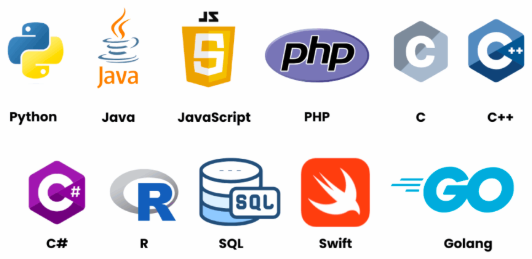 JS
Java
php
C
C++
Python
Java
JavaScript
PHP
C
C++
C#
R
SQL
GO
C#
R
SQL
Swift
Golang